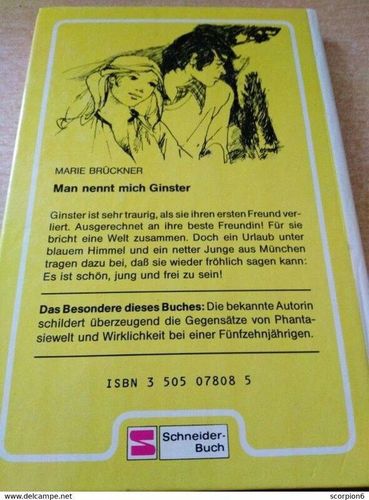 MARIE BRÜCKNER
Man nennt mich Ginster
Ginster ist sehr traurig, als sie ihren ersten Freund ver-
liert. Ausgerechnet an ihre beste Freundin! Für sie
bricht eine Welt zusammen. Doch ein Urlaub unter
blauem Himmel und ein netter Junge aus München
tragen dazu bei, daß sie wieder fröhlich sagen kann:
Es ist schön, jung und frei zu sein!
Das Besondere dieses Buches: Die bekannte Autorin
schildert überzeugend die Gegensätze von Phanta-
siewelt und Wirklichkeit bei einer Fünfzehnjährigen.
ISBN 3 505 07808 5
Schneider-
Buch
www.delcampe.net
scorpion6